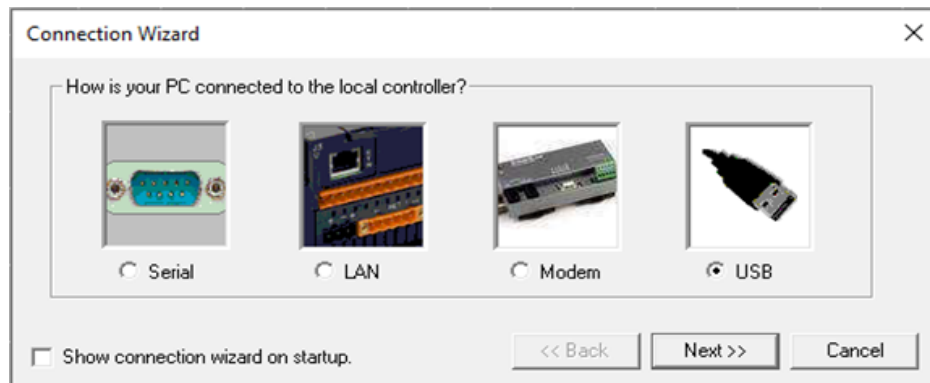 Connection Wizard
How is your PC connected to the local controller?
Serial
LAN
Modem
USB
Show connection wizard on startup.
<< Back
Next >>
Cancel